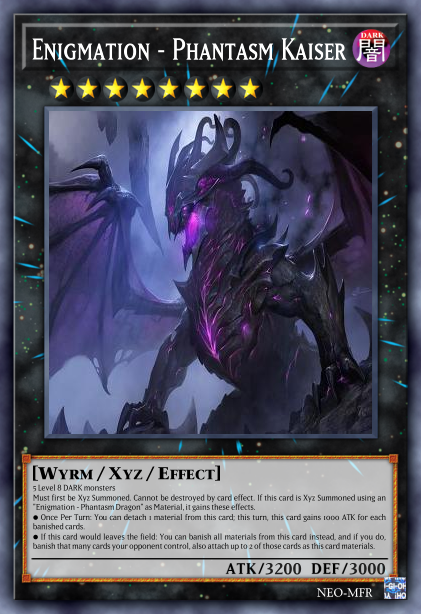 Enigmation - Phantasm Kaiser
DARK
闇
[Wyrm / Xyz / Effect]
5 Level 8 DARK monsters
Must first be Xyz Summoned. Cannot be destroyed by card effect. If this card is Xyz Summoned using an
"Enigmation - Phantasm Dragon" as Material, it gains these effects.
● Once Per Turn: You can detach 1 material from this card; this turn, this card gains 1000 ATK for each
banished cards.
● If this card would leaves the field: You can banish all materials from this card instead, and if you do,
banish that many cards your opponent control, also attach up to 2 of those cards as this card materials.
ATK/3200 DEF/3000
NEO-MFR